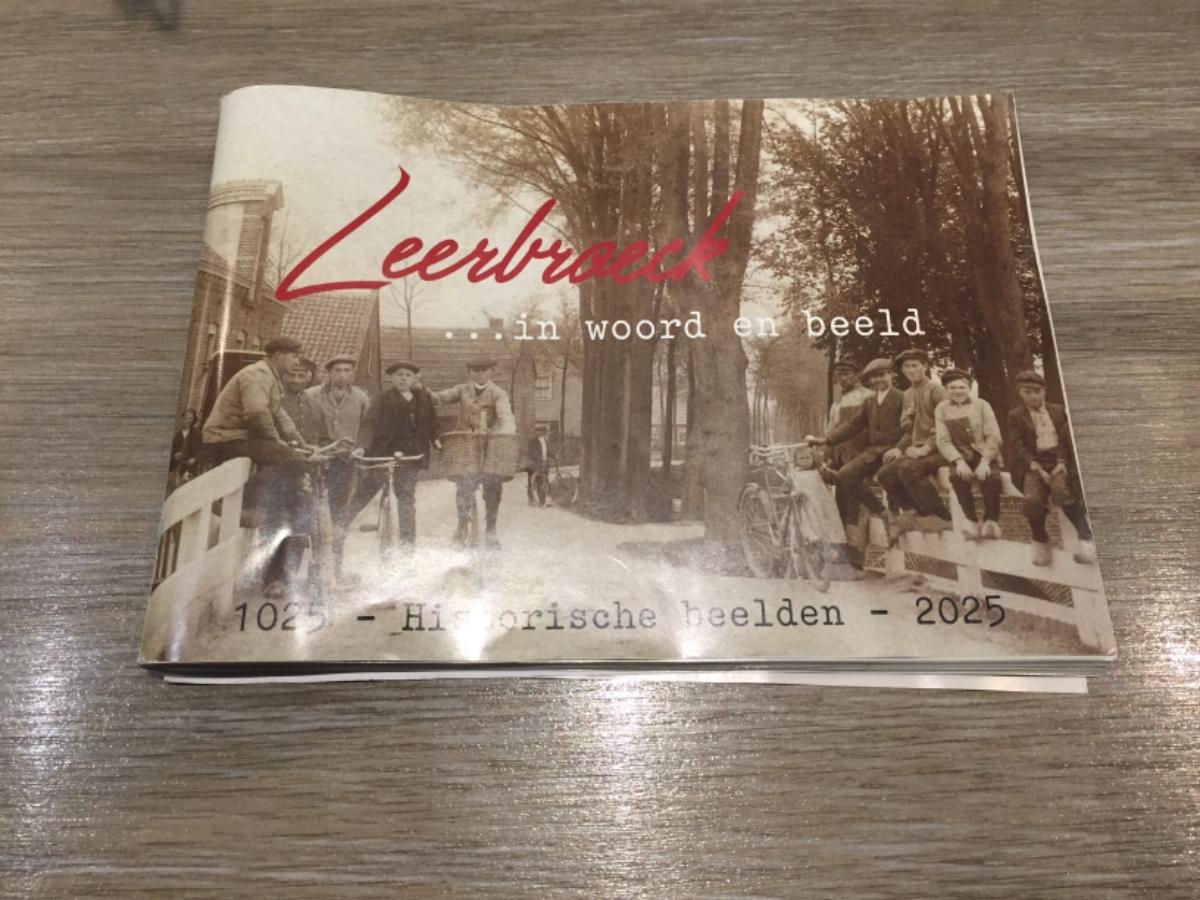 Leerbroeck
...in woord en beeld
1025 - Historische beelden - 2025